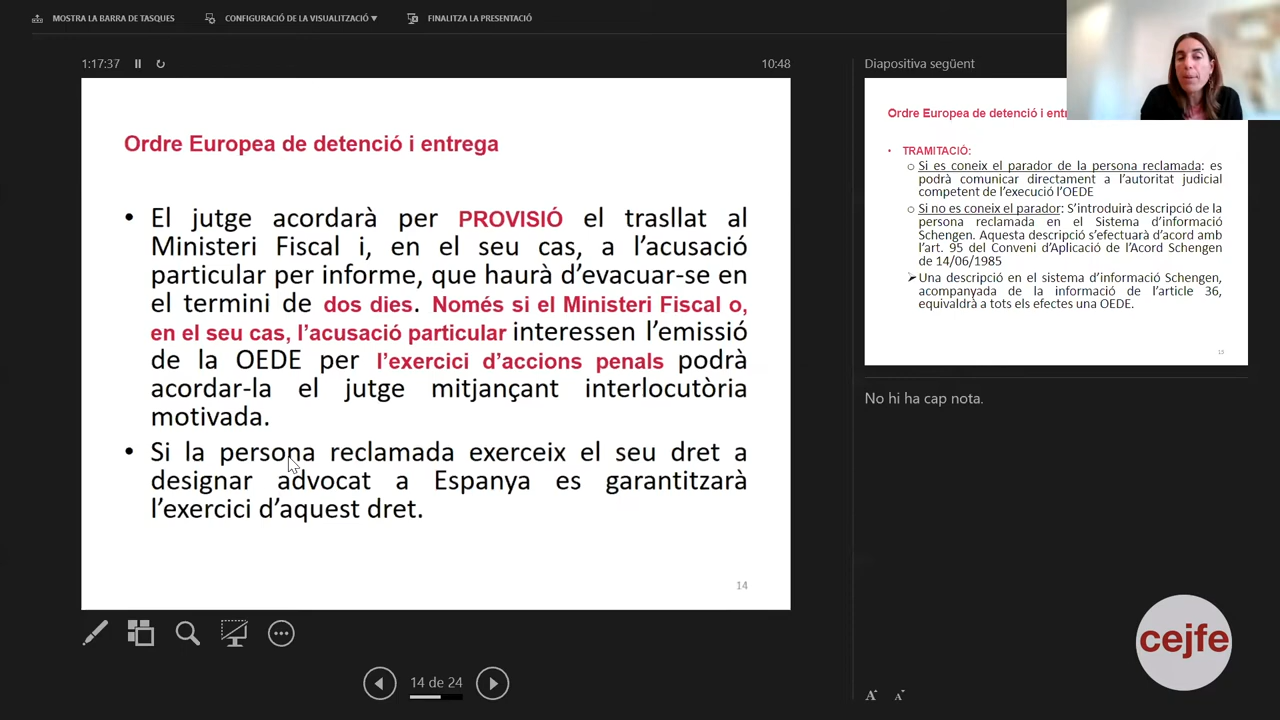 MOSTRA LA BARRA DE TASQUES
CONFIGURACIÓ DE LA VISUALITZACIÓ ▼
FINALITZA LA PRESENTACIÓ
1:17:37
10:48
Ordre Europea de detenció i entrega
• El jutge acordarà per PROVISIÓ el trasllat al
Ministeri Fiscal i, en el seu cas, a l’acusació
particular per informe, que haurà d’evacuar-se en
el termini de dos dies. Només si el Ministeri Fiscal o,
en el seu cas, l’acusació particular interessen l’emissió
de la OEDE per l’exercici d’accions penals podrà
acordar-la el jutge mitjançant interlocutòria
motivada.
• Si la persona reclamada exerceix el seu dret a
designar advocat a Espanya es garantitzarà
l’exercici d’aquest dret.
14
14 de 24
Diapositiva següent
Ordre Europea de detenció i
• TRAMITACIÓ:
o Si es coneix el parador de la persona reclamada: es
podrà comunicar directament a l’autoritat judicial
competent de l’execució l’OEDE
o Si no es coneix el parador: S’introduirà descripció de la
persona reclamada en el Sistema d’informació
Schengen. Aquesta descripció s’efectuarà d’acord amb
l’art. 95 del Conveni d’Aplicació de l’Acord Schengen
de 14/06/1985
➤ Una descripció en el sistema d’informació Schengen,
acompanyada de la informació de l’article 36,
equivaldrà a tots els efectes una OEDE.
13
No hi ha cap nota.
cejfe
A A